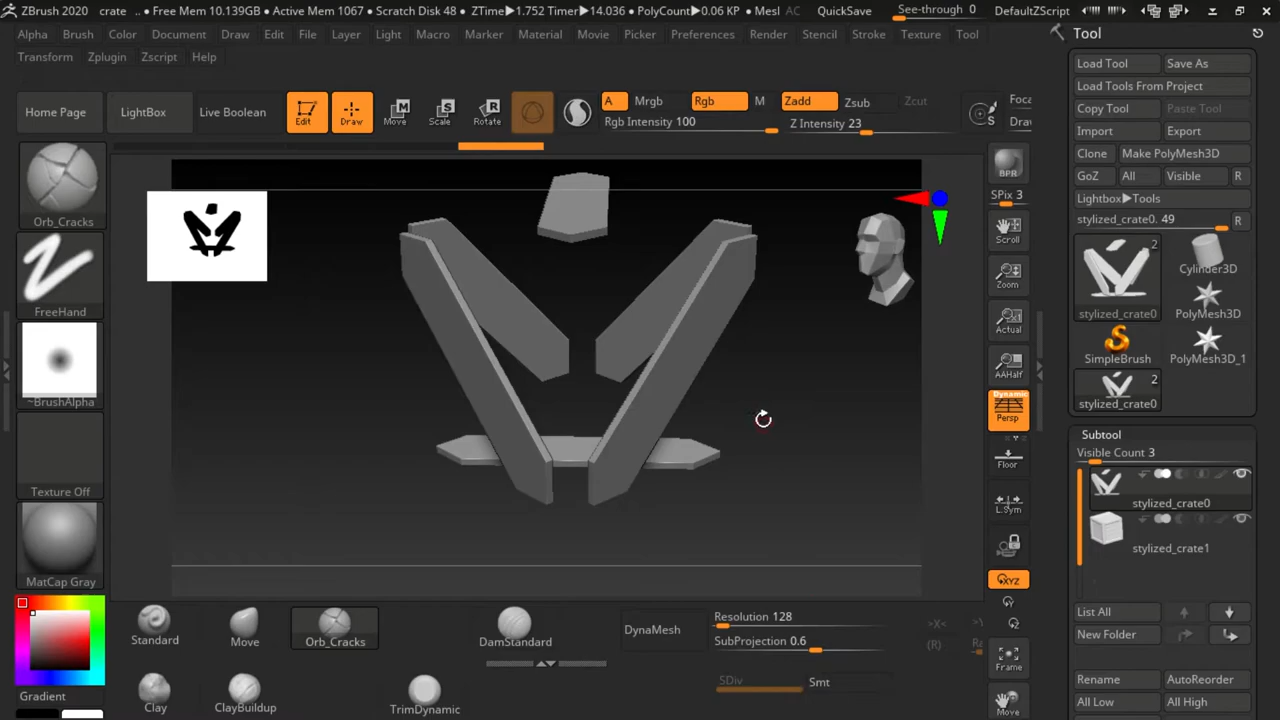 ZBrush 2020 crate .. • Free Mem 10.139GB • Active Mem 1067 • Scratch Disk 48 • ZTime▶1.752 Timer▶14.036 • PolyCount▶0.06 KP • Mesl AC QuickSave See-through 0 DefaultZScript
Alpha Brush Color Document Draw Edit File Layer Light Macro Marker Material Movie Picker Preferences Render Stencil Stroke Texture Tool
Transform Zplugin Zscript Help
Home Page LightBox Live Boolean Edit Draw Move Scale Rotate
M S R
A Mrgb Rgb M Zadd Zsub Zcut
Rgb Intensity 100 Z Intensity 23
S Foca
Draw
Orb_Cracks
FreeHand
~BrushAlpha
Texture Off
MatCap Gray
Gradient
BPR
SPix 3
Scroll
Zoom
Actual
AAHalf
Dynamic
Persp
Floor
L.Sym
XYZ
Y
Z
Frame
Move
Tool
Load Tool Save As
Load Tools From Project
Copy Tool Paste Tool
Import Export
Clone Make PolyMesh3D
GoZ All Visible R
Lightbox▶Tools
stylized_crate0. 49 R
2
Cylinder3D
stylized_crate0 PolyMesh3D
SimpleBrush PolyMesh3D_1
2
stylized_crate0
Subtool
Visible Count 3
stylized_crate0
stylized_crate1
List All
New Folder
Rename AutoReorder
All Low All High
Standard Move Orb_Cracks DamStandard
Clay ClayBuildup TrimDynamic
DynaMesh
Resolution 128
SubProjection 0.6
SDiv Smt
>X< >Y
(R) Ra